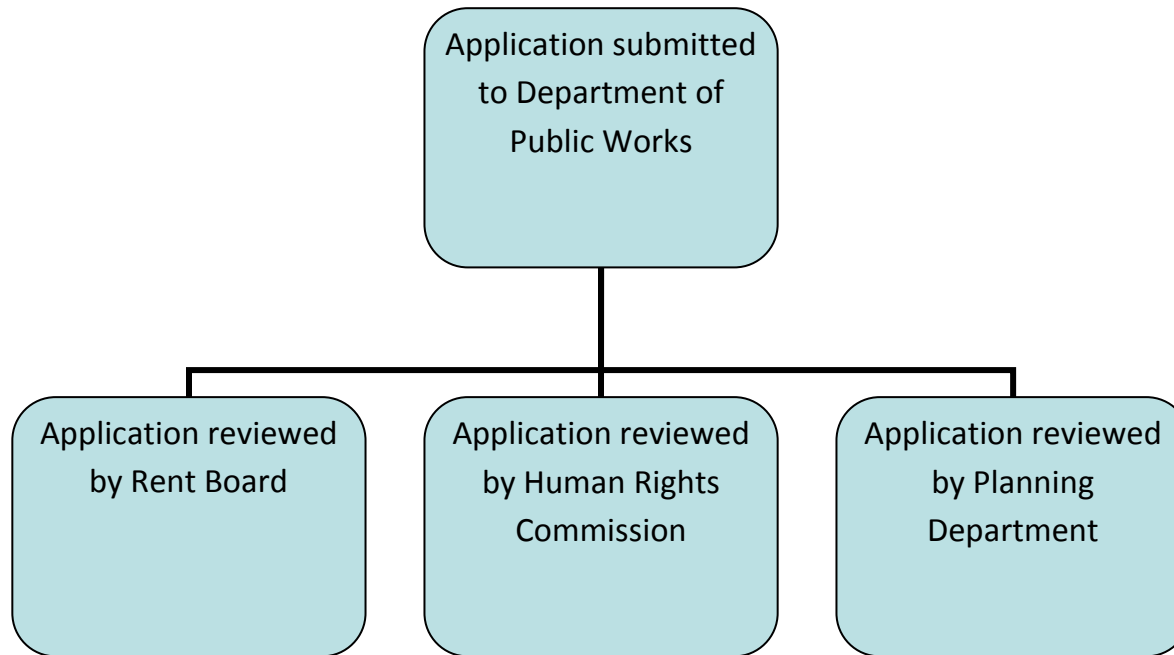 Application submitted
to Department of
Public Works
Application reviewed
by Rent Board
Application reviewed
by Human Rights
Commission
Application reviewed
by Planning
Department